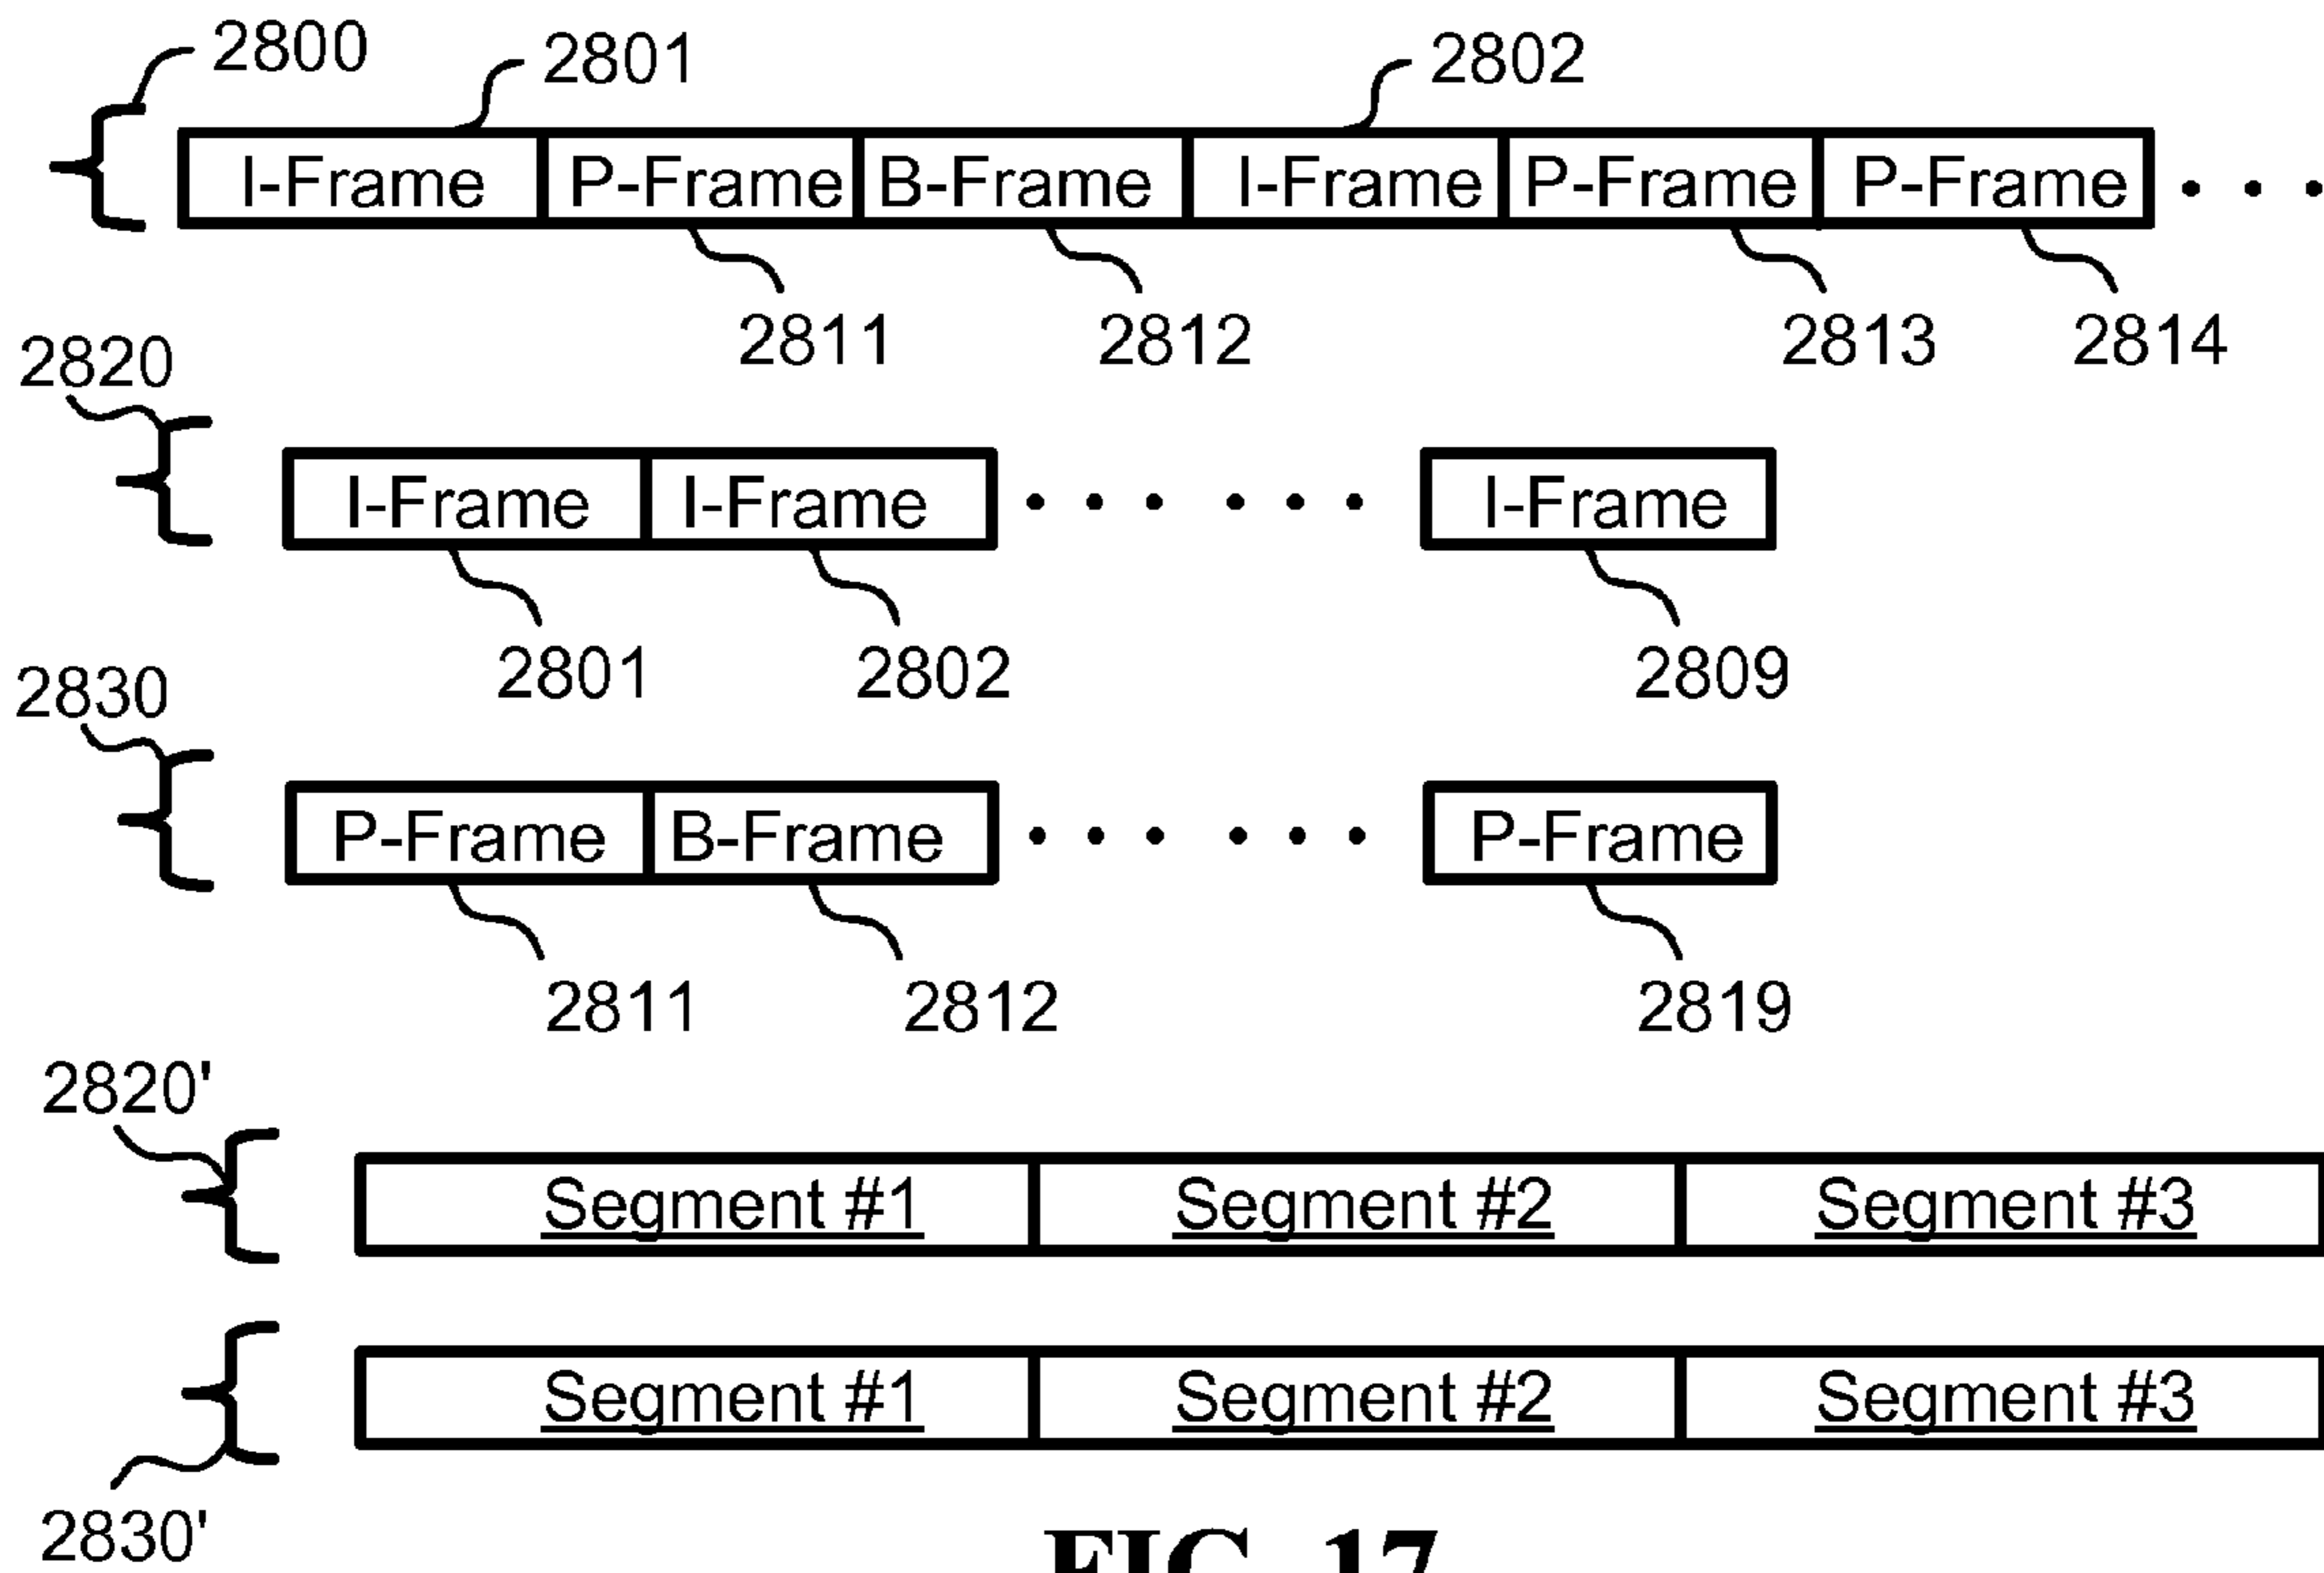 2800 2801 2802
I-Frame P-Frame B-Frame I-Frame P-Frame P-Frame
2811 2812 2813 2814
2820
I-Frame I-Frame I-Frame
2801 2802 2809
2830
P-Frame B-Frame P-Frame
2811 2812 2819
2820'
Segment #1 Segment #2 Segment #3
Segment #1 Segment #2 Segment #3
2830'
FIG. 17